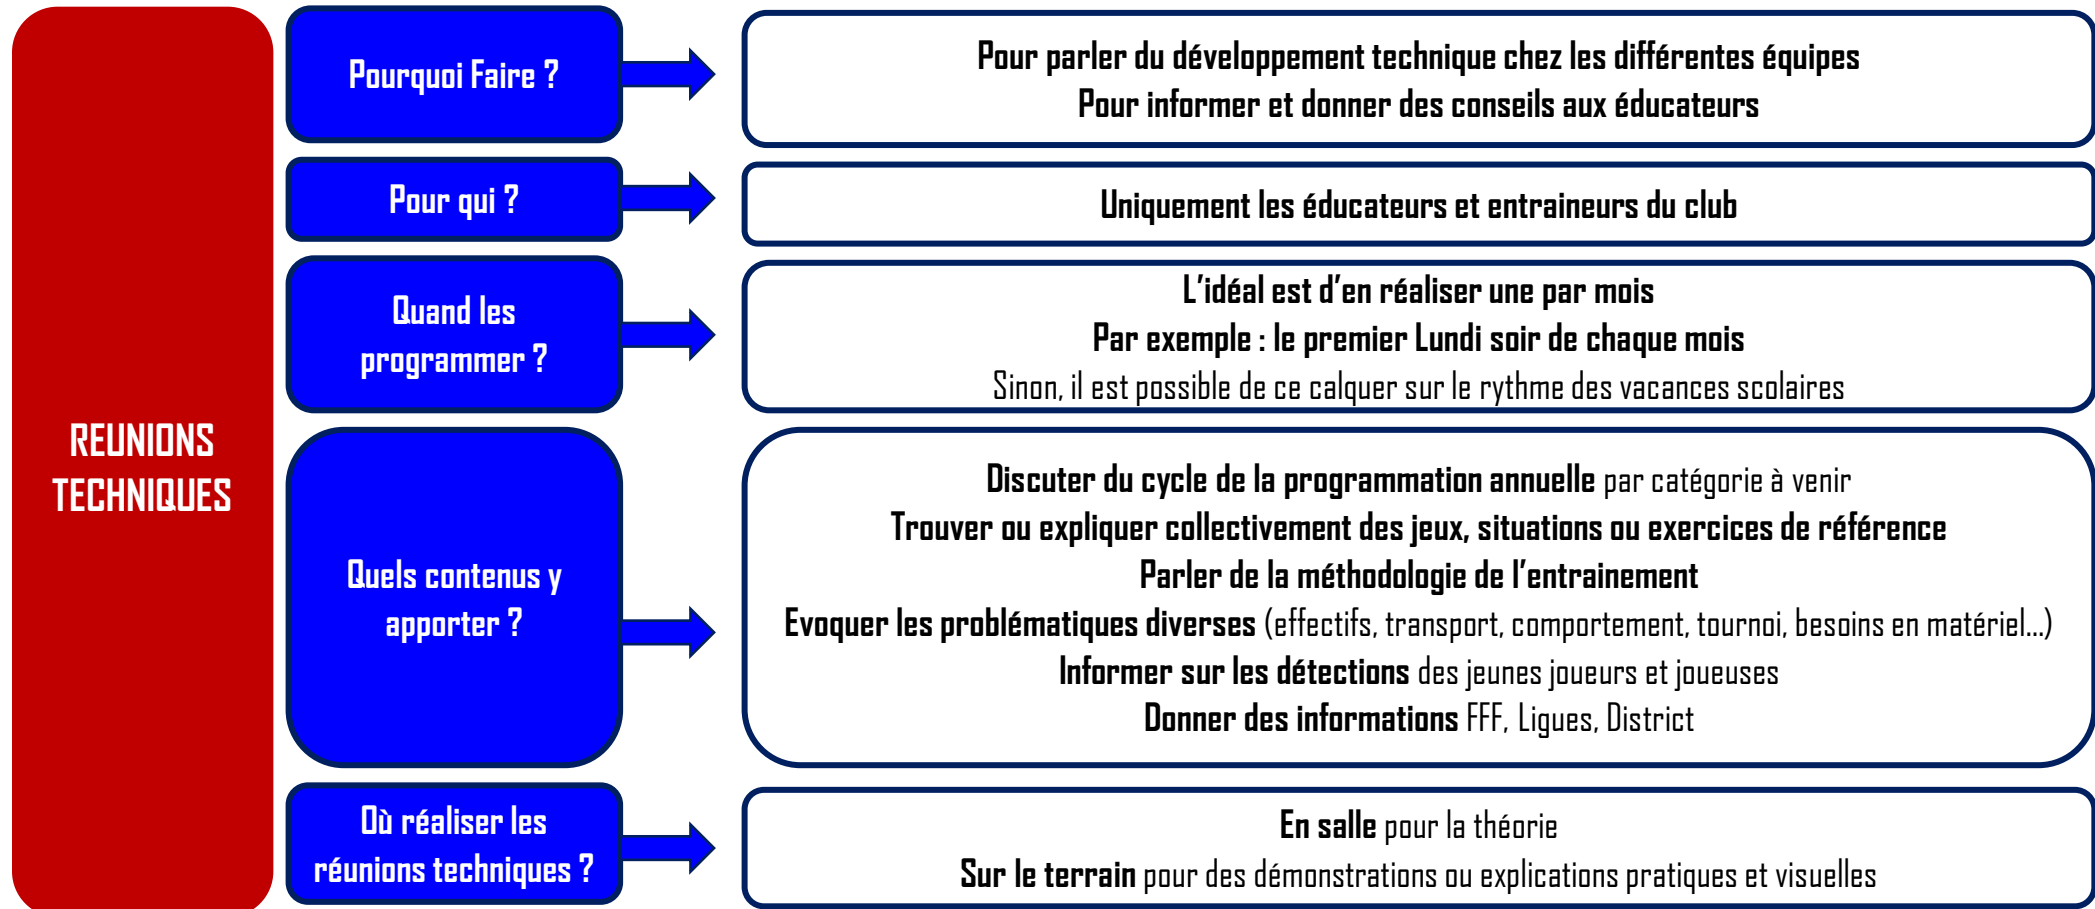 REUNIONS
TECHNIQUES
Pourquoi Faire ?
Pour parler du développement technique chez les différentes équipes
Pour informer et donner des conseils aux éducateurs
Pour qui ?
Uniquement les éducateurs et entraineurs du club
Quand les
programmer ?
L'idéal est d'en réaliser une par mois
Par exemple : le premier Lundi soir de chaque mois
Sinon, il est possible de ce calquer sur le rythme des vacances scolaires
Quels contenus y
apporter ?
Discuter du cycle de la programmation annuelle par catégorie à venir
Trouver ou expliquer collectivement des jeux, situations ou exercices de référence
Parler de la méthodologie de l'entrainement
Evoquer les problématiques diverses (effectifs, transport, comportement, tournoi, besoins en matériel...)
Informer sur les détections des jeunes joueurs et joueuses
Donner des informations FFF, Ligues, District
Où réaliser les
réunions techniques ?
En salle pour la théorie
Sur le terrain pour des démonstrations ou explications pratiques et visuelles